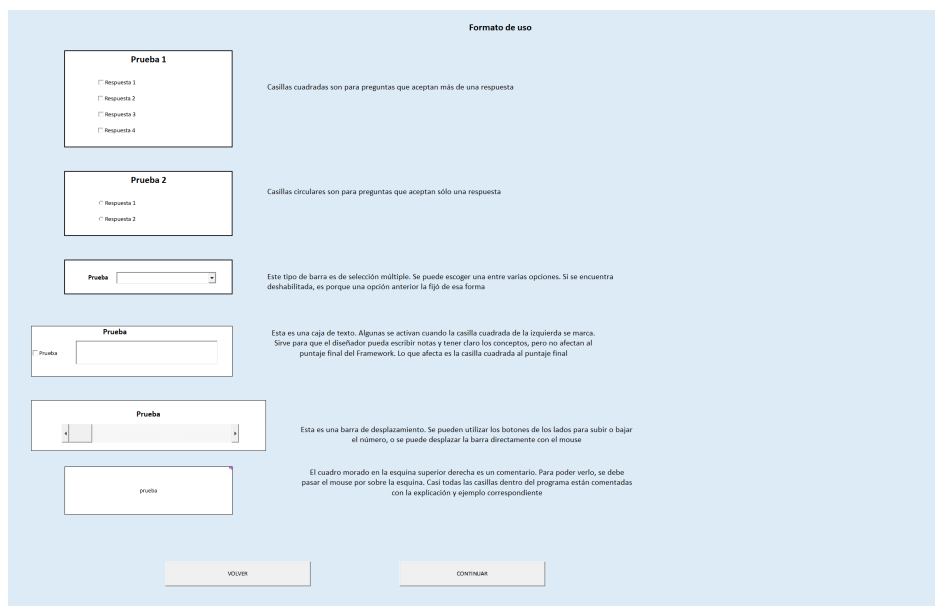 Formato de uso
Prueba 1
Respuesta 1
Respuesta 2
Respuesta 3
Respuesta 4
Casillas cuadradas son para preguntas que aceptan más de una respuesta
Prueba 2
Respuesta 1
Respuesta 2
Casillas circulares son para preguntas que aceptan sólo una respuesta
Prueba
Este tipo de barra es de selección múltiple. Se puede escoger una entre varias opciones. Si se encuentra
deshabilitada, es porque una opción anterior la fijó de esa forma
Prueba
Prueba
Esta es una caja de texto. Algunas se activan cuando la casilla cuadrada de la izquierda se marca.
Sirve para que el diseñador pueda escribir notas y tener claro los conceptos, pero no afectan al
puntaje final del Framework. Lo que afecta es la casilla cuadrada al puntaje final
Prueba
Esta es una barra de desplazamiento. Se pueden utilizar los botones de los lados para subir o bajar
el número, o se puede desplazar la barra directamente con el mouse
prueba
El cuadro morado en la esquina superior derecha es un comentario. Para poder verlo, se debe
pasar el mouse por sobre la esquina. Casi todas las casillas dentro del programa están comentadas
con la explicación y ejemplo correspondiente
VOLVER
CONTINUAR